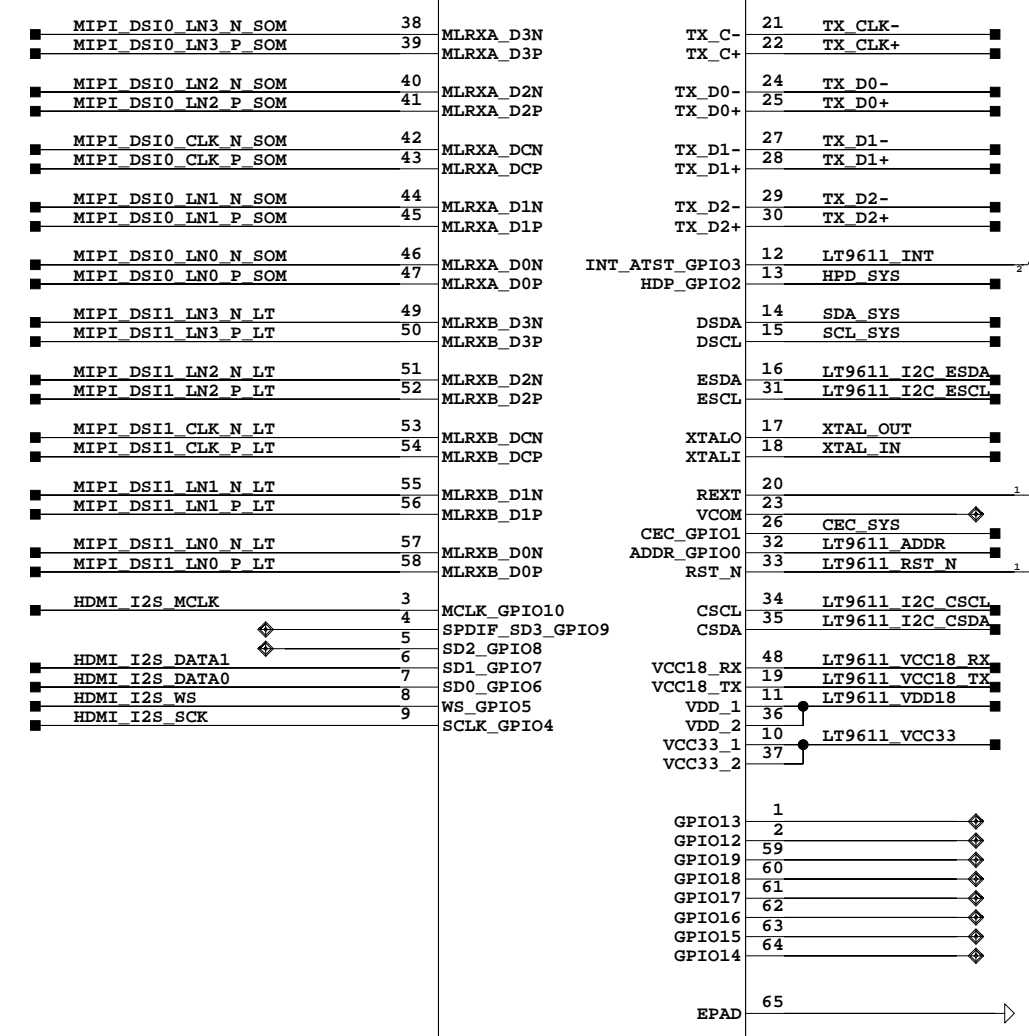 MIPI_DSI0_LN3_N_SOM 38 MLRXA_D3N
MIPI_DSI0_LN3_P_SOM 39 MLRXA_D3P
MIPI_DSI0_LN2_N_SOM 40 MLRXA_D2N
MIPI_DSI0_LN2_P_SOM 41 MLRXA_D2P
MIPI_DSI0_CLK_N_SOM 42 MLRXA_DCN
MIPI_DSI0_CLK_P_SOM 43 MLRXA_DCP
MIPI_DSI0_LN1_N_SOM 44 MLRXA_D1N
MIPI_DSI0_LN1_P_SOM 45 MLRXA_D1P
MIPI_DSI0_LN0_N_SOM 46 MLRXA_D0N
MIPI_DSI0_LN0_P_SOM 47 MLRXA_D0P
MIPI_DSI1_LN3_N_LT 49 MLRXB_D3N
MIPI_DSI1_LN3_P_LT 50 MLRXB_D3P
MIPI_DSI1_LN2_N_LT 51 MLRXB_D2N
MIPI_DSI1_LN2_P_LT 52 MLRXB_D2P
MIPI_DSI1_CLK_N_LT 53 MLRXB_DCN
MIPI_DSI1_CLK_P_LT 54 MLRXB_DCP
MIPI_DSI1_LN1_N_LT 55 MLRXB_D1N
MIPI_DSI1_LN1_P_LT 56 MLRXB_D1P
MIPI_DSI1_LN0_N_LT 57 MLRXB_D0N
MIPI_DSI1_LN0_P_LT 58 MLRXB_D0P
HDMI_I2S_MCLK 3 MCLK_GPIO10
4 SPDIF_SD3_GPIO9
5 SD2_GPIO8
HDMI_I2S_DATA1 6 SD1_GPIO7
HDMI_I2S_DATA0 7 SD0_GPIO6
HDMI_I2S_WS 8 WS_GPIO5
HDMI_I2S_SCK 9 SCLK_GPIO4
TX_C- 21 TX_CLK-
TX_C+ 22 TX_CLK+
TX_D0- 24 TX_D0-
TX_D0+ 25 TX_D0+
TX_D1- 27 TX_D1-
TX_D1+ 28 TX_D1+
TX_D2- 29 TX_D2-
TX_D2+ 30 TX_D2+
INT_ATST_GPIO3 12 LT9611_INT 2
HDP_GPIO2 13 HPD_SYS
DSDA 14 SDA_SYS
DSCL 15 SCL_SYS
ESDA 16 LT9611_I2C_ESDA
ESCL 31 LT9611_I2C_ESCL
XTALO 17 XTAL_OUT
XTALI 18 XTAL_IN
REXT 20 1
VCOM 23
CEC_GPIO1 26 CEC_SYS
ADDR_GPIO0 32 LT9611_ADDR
RST_N 33 LT9611_RST_N 1
CSCL 34 LT9611_I2C_CSCL
CSDA 35 LT9611_I2C_CSDA
VCC18_RX 48 LT9611_VCC18_RX
VCC18_TX 19 LT9611_VCC18_TX
VDD_1 11 LT9611_VDD18
VDD_2 36
VCC33_1 10 LT9611_VCC33
VCC33_2 37
GPIO13 1
GPIO12 2
GPIO19 59
GPIO18 60
GPIO17 61
GPIO16 62
GPIO15 63
GPIO14 64
EPAD 65